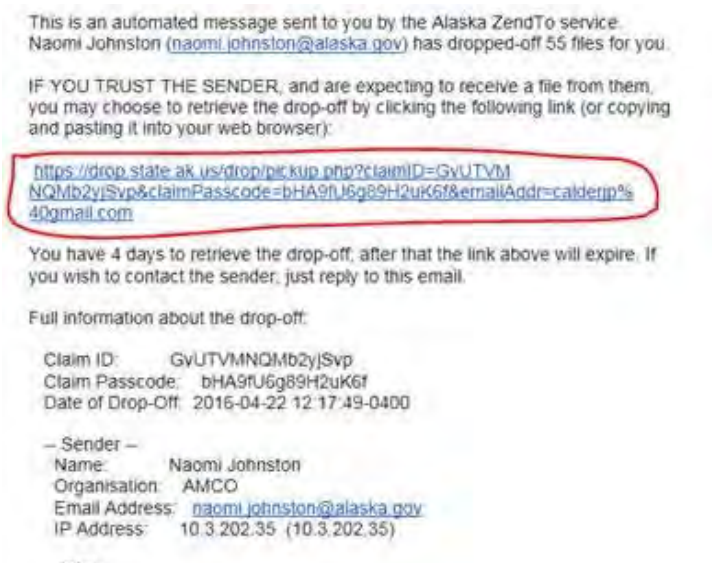 This is an automated message sent to you by the Alaska ZendTo service.
Naomi Johnston (naomi.johnston@alaska.gov) has dropped-off 55 files for you.
IF YOU TRUST THE SENDER, and are expecting to receive a file from them,
you may choose to retrieve the drop-off by clicking the following link (or copying
and pasting it into your web browser):
https://drop.state.ak.us/drop/pickup.php?claimID=GvUTVM
NQMb2yjSvp&claimPasscode=bHA9fU6g89H2uK6f&emailAddr=calderjp%
40gmail.com
You have 4 days to retrieve the drop-off, after that the link above will expire. If
you wish to contact the sender, just reply to this email.
Full information about the drop-off:
Claim ID: GvUTVMNQMb2yjSvp
Claim Passcode: bHA9fU6g89H2uK6f
Date of Drop-Off: 2016-04-22 12:17:49-0400
-- Sender --
Name: Naomi Johnston
Organisation: AMCO
Email Address: naomi.johnston@alaska.gov
IP Address: 10.3.202.35 (10.3.202.35)